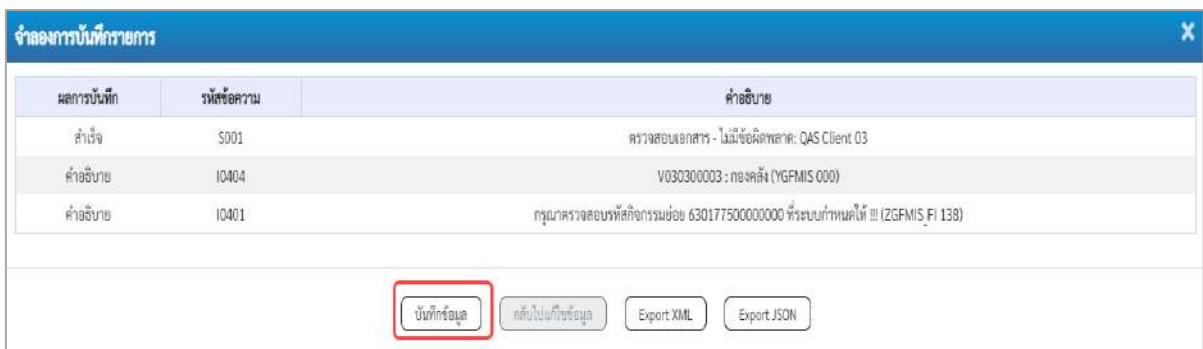 จำลองการบันทึกรายการ X
ผลการบันทึก รหัสข้อความ คำอธิบาย
สำเร็จ S001 ตรวจสอบเอกสาร - ไม่มีข้อผิดพลาด: QAS Client 03
คำอธิบาย I0404 V030300003 : กองคลัง (YGFMIS 000)
คำอธิบาย I0401 กรุณาตรวจสอบรหัสกิจกรรมย่อย 630177500000000 ที่ระบบกำหนดให้ !!! (ZGFMIS_FI 138)
บันทึกข้อมูล กลับไปแก้ไขข้อมูล Export XML Export JSON